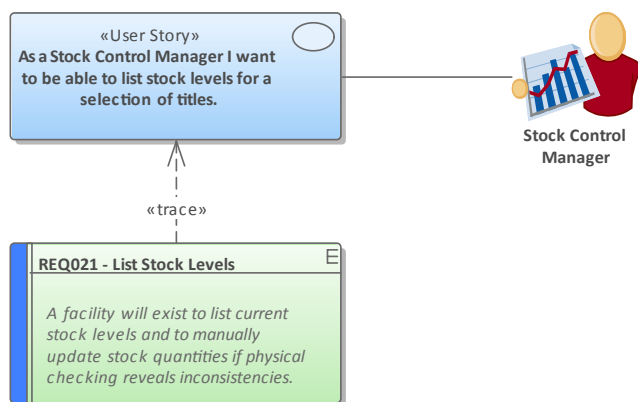 «User Story»
As a Stock Control Manager I want
to be able to list stock levels for a
selection of titles.
Stock Control
Manager
«trace»
REQ021 - List Stock Levels
E
A facility will exist to list current
stock levels and to manually
update stock quantities if physical
checking reveals inconsistencies.